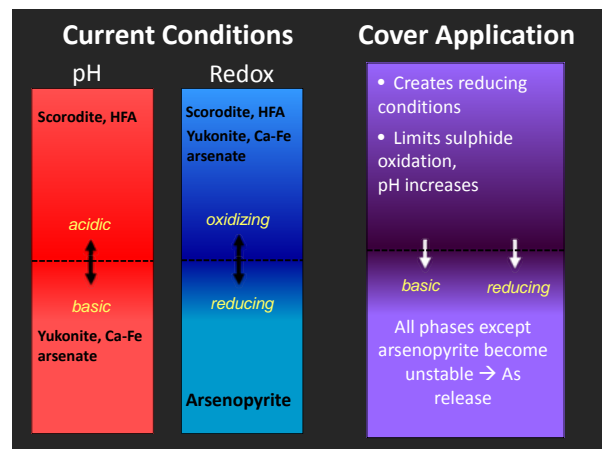 Current Conditions
pH
Scorodite, HFA
acidic
basic
Yukonite, Ca-Fe
arsenate
Redox
Scorodite, HFA
Yukonite, Ca-Fe
arsenate
oxidizing
reducing
Arsenopyrite
Cover Application
• Creates reducing
conditions
• Limits sulphide
oxidation,
pH increases
basic
reducing
All phases except
arsenopyrite become
unstable → As
release